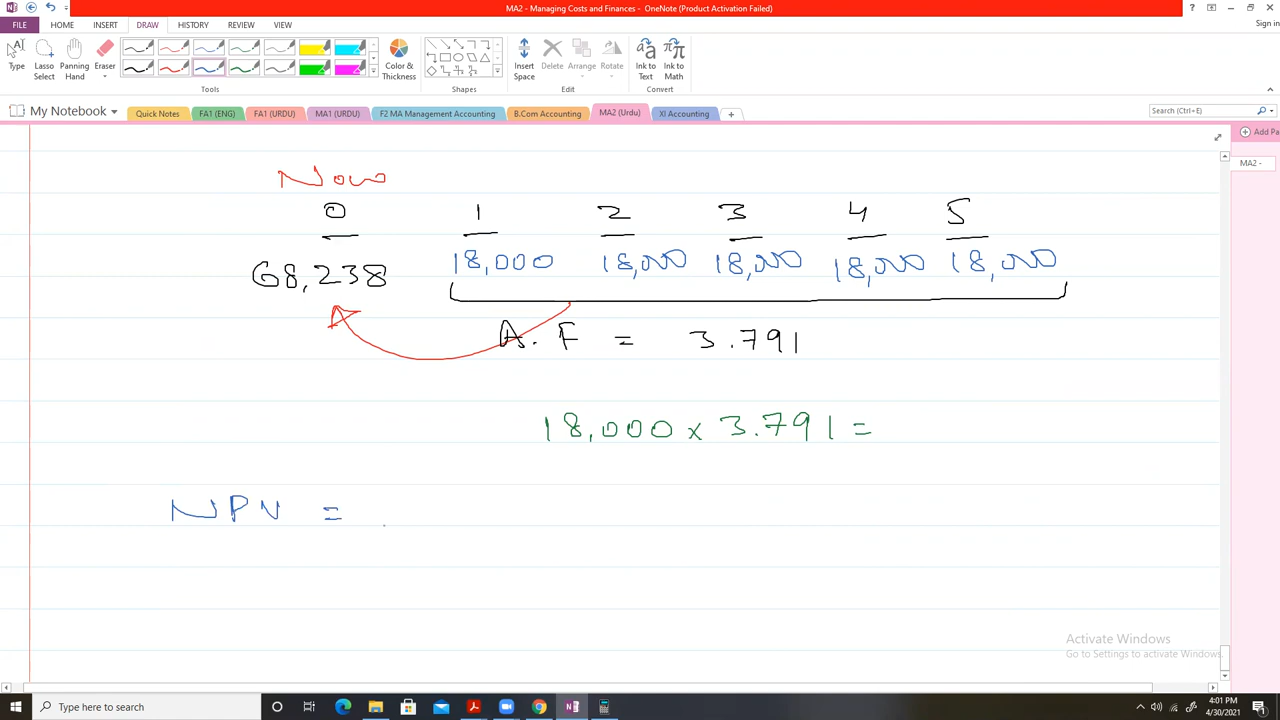 MA2 - Managing Costs and Finances - OneNote (Product Activation Failed)
FILE HOME INSERT DRAW HISTORY REVIEW VIEW
Sign in
Type
Lasso Select
Panning Hand
Eraser
Color & Thickness
Insert Space
Delete
Arrange
Rotate
Ink to Text
Ink to Math
Tools
Shapes
Edit
Convert
My Notebook Quick Notes FA1 (ENG) FA1 (URDU) MA1 (URDU) F2 MA Management Accounting B.Com Accounting MA2 (Urdu) XI Accounting
Search (Ctrl+E)
Add Pa
MA2 -
Now
0 1 2 3 4 5
68,238 18,000 18,000 18,000 18,000 18,000
A.F = 3.791
18,000 x 3.791 =
NPV =
Activate Windows
Go to Settings to activate Windows.
Type here to search
4:01 PM
4/30/2021